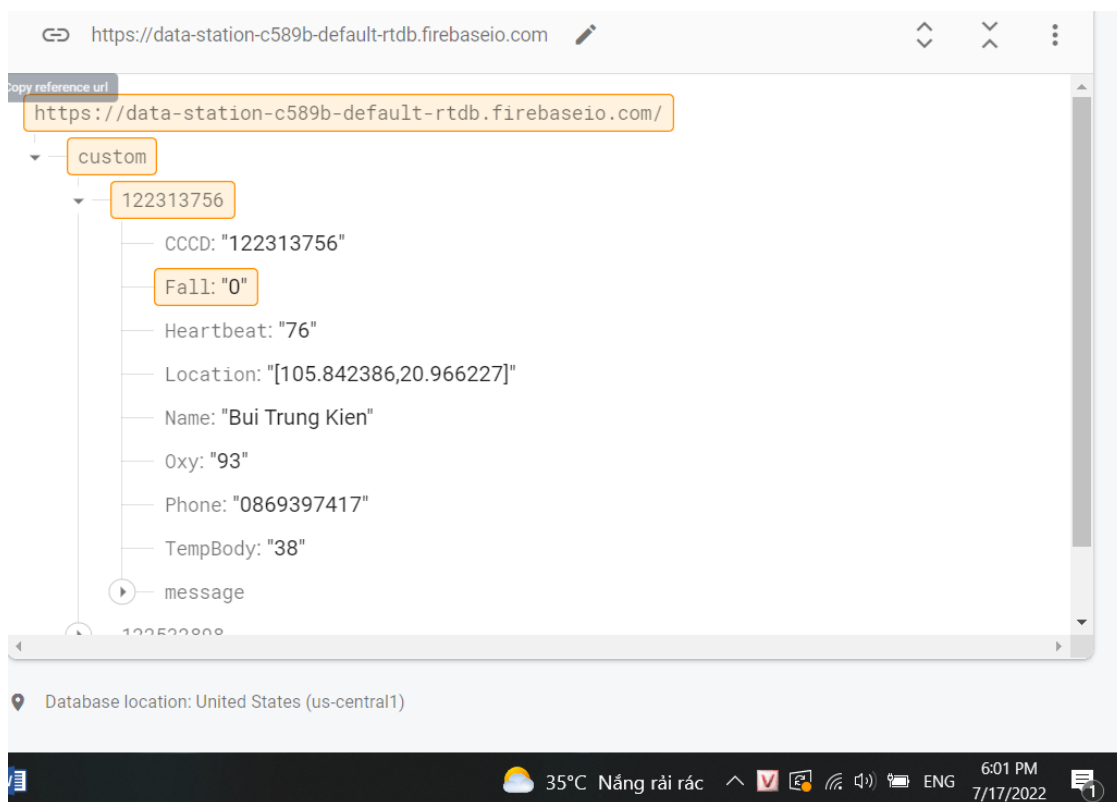 https://data-station-c589b-default-rtdb.firebaseio.com
Copy reference url
https://data-station-c589b-default-rtdb.firebaseio.com/
custom
122313756
CCCD: "122313756"
Fall: "0"
Heartbeat: "76"
Location: "[105.842386,20.966227]"
Name: "Bui Trung Kien"
Oxy: "93"
Phone: "0869397417"
TempBody: "38"
message
Database location: United States (us-central1)
35°C Nắng rải rác ENG 6:01 PM
7/17/2022
1